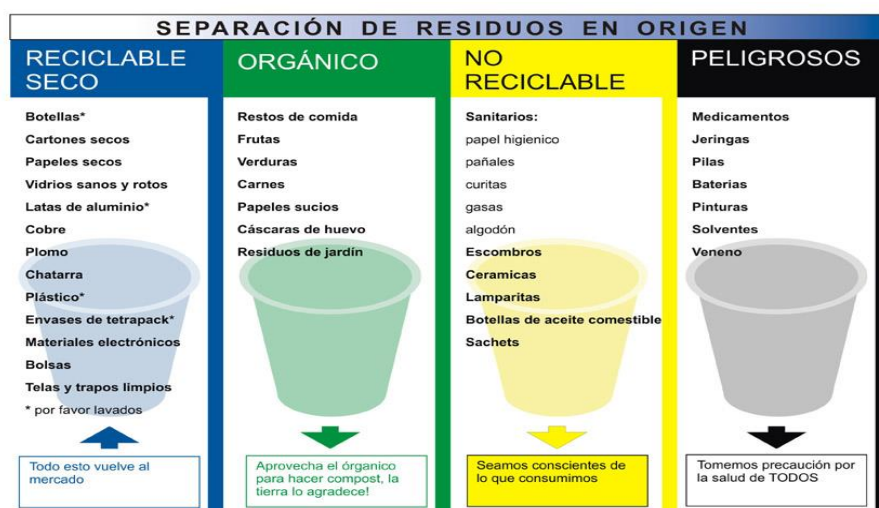 SEPARACIÓN DE RESIDUOS EN ORIGEN
RECICLABLE
SECO
Botellas*
Cartones secos
Papeles secos
Vidrios sanos y rotos
Latas de aluminio*
Cobre
Plomo
Chatarra
Plástico*
Envases de tetrapack*
Materiales electrónicos
Bolsas
Telas y trapos limpios
* por favor lavados
Todo esto vuelve al
mercado
ORGÁNICO
Restos de comida
Frutas
Verduras
Carnes
Papeles sucios
Cáscaras de huevo
Residuos de jardín
Aprovecha el órganico
para hacer compost, la
tierra lo agradece!
NO
RECICLABLE
Sanitarios:
papel higienico
pañales
curitas
gasas
algodón
Escombros
Ceramicas
Lamparitas
Botellas de aceite comestible
Sachets
Seamos conscientes de
lo que consumimos
PELIGROSOS
Medicamentos
Jeringas
Pilas
Baterias
Pinturas
Solventes
Veneno
Tomemos precaución por
la salud de TODOS